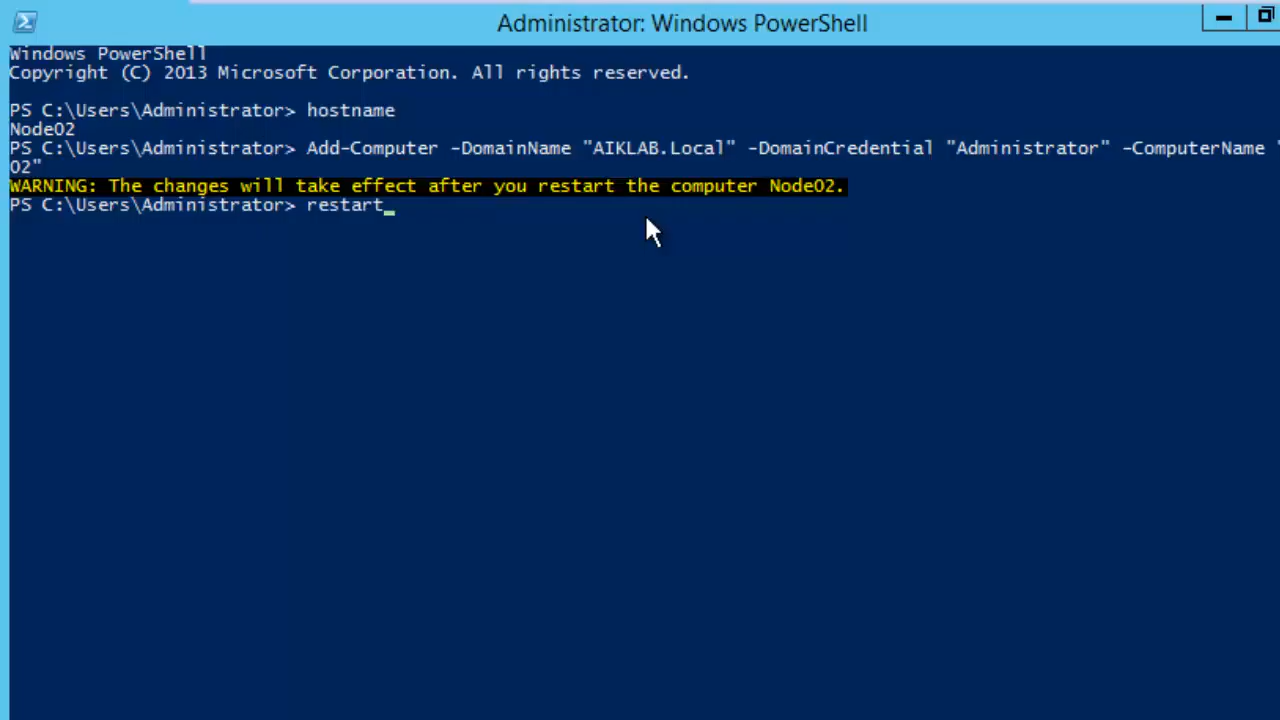 Administrator: Windows PowerShell
Windows PowerShell
Copyright (C) 2013 Microsoft Corporation. All rights reserved.
PS C:\Users\Administrator> hostname
Node02
PS C:\Users\Administrator> Add-Computer -DomainName "AIKLAB.Local" -DomainCredential "Administrator" -ComputerName "
02"
WARNING: The changes will take effect after you restart the computer Node02.
PS C:\Users\Administrator> restart_